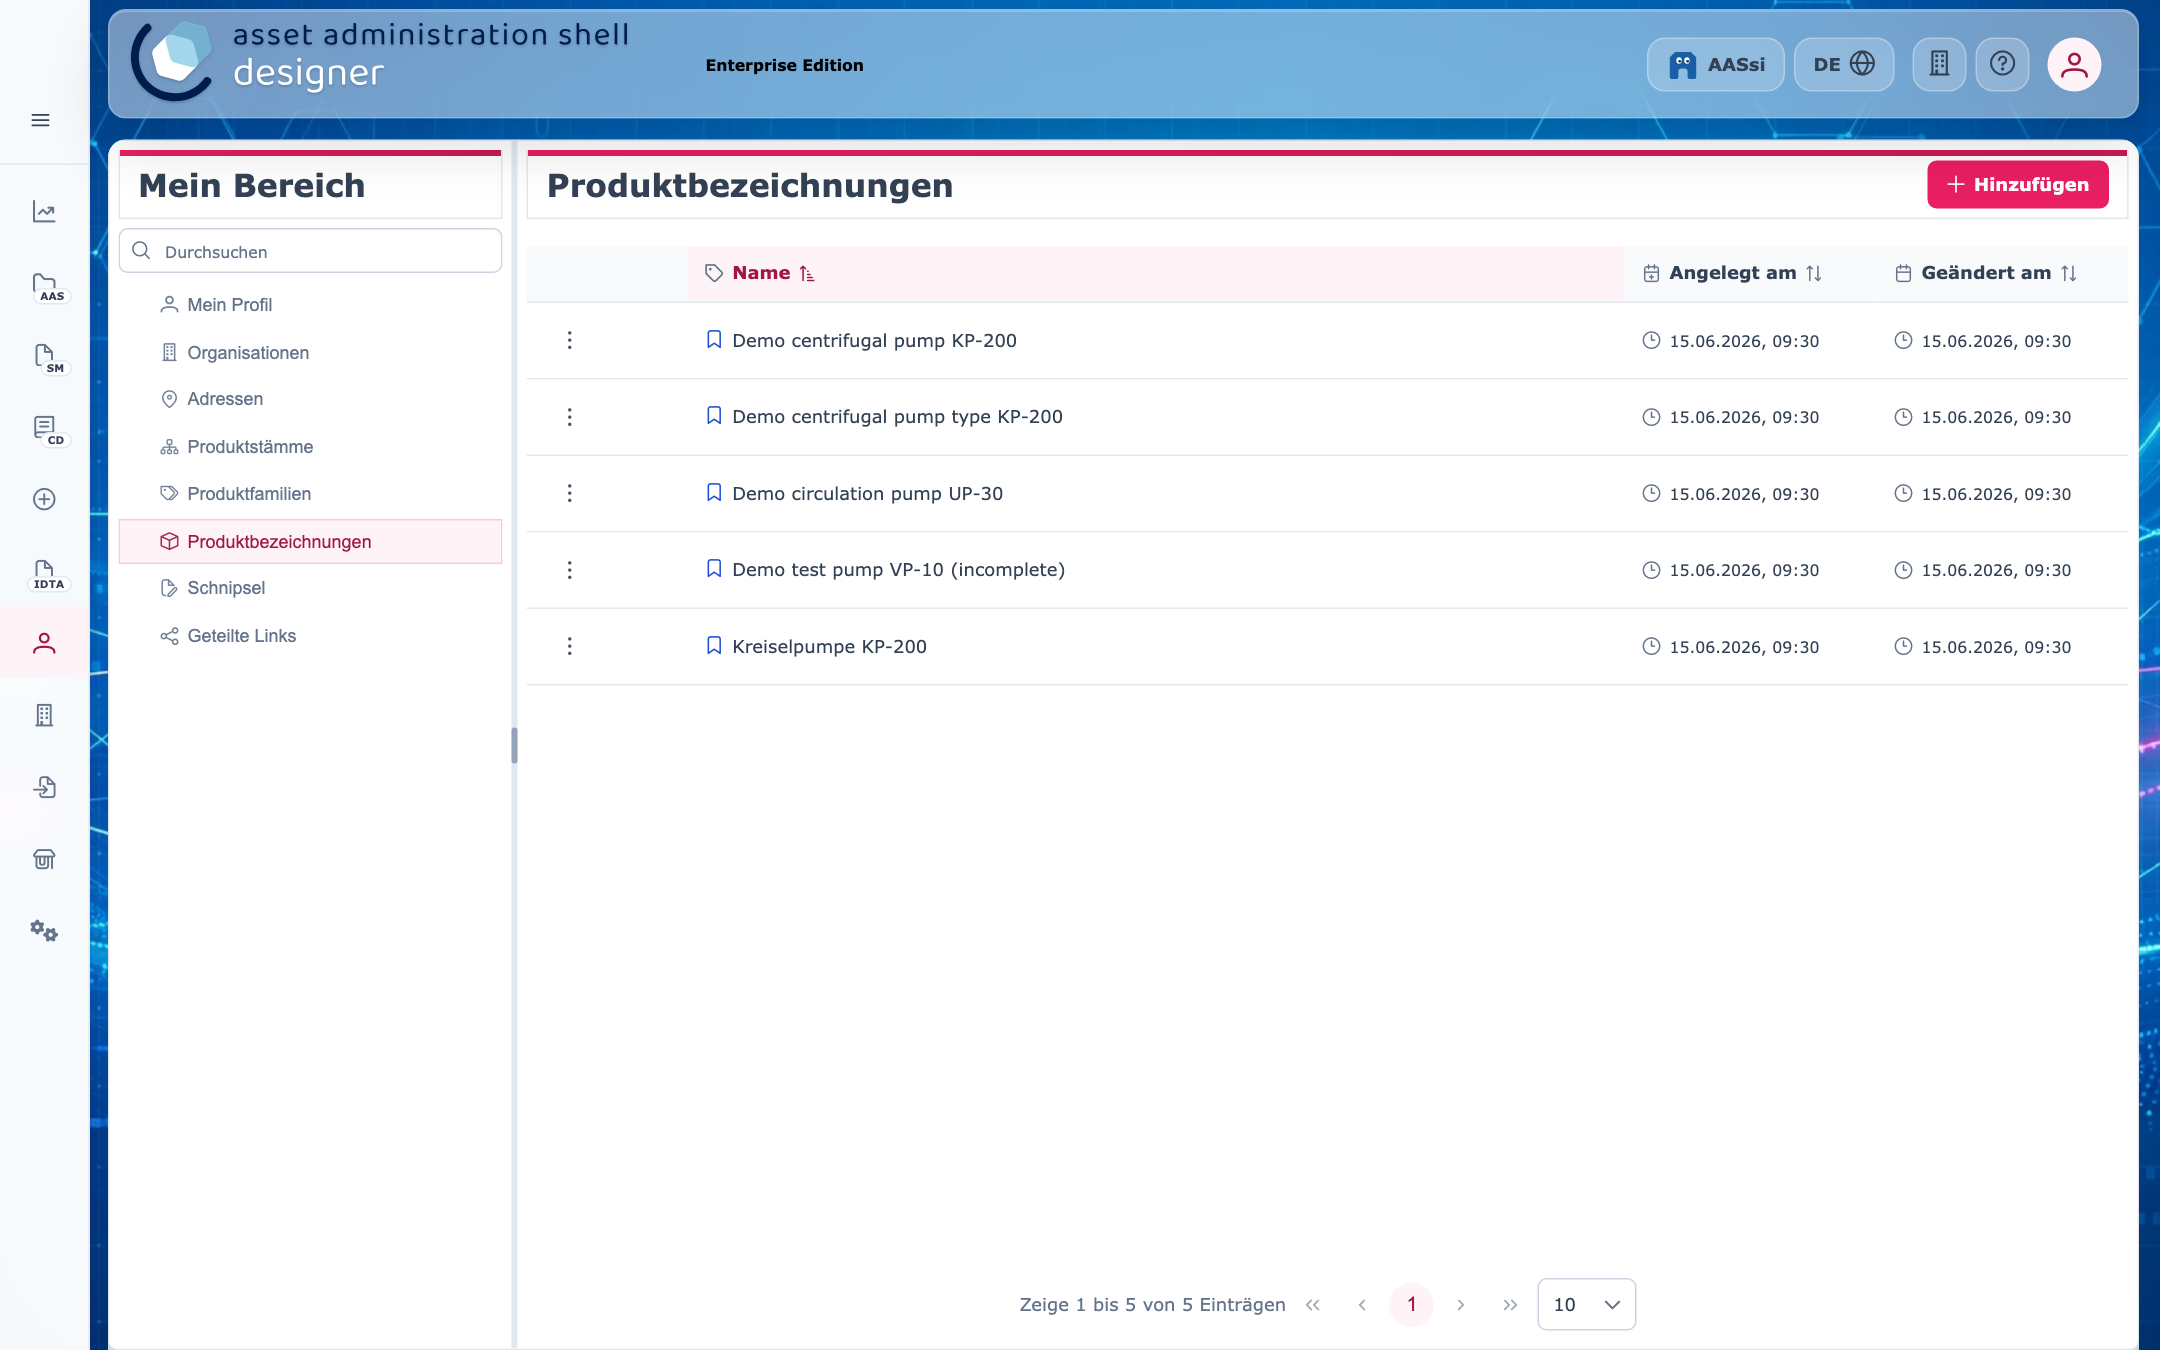 asset administration shell
designer
Enterprise Edition
AASsi
DE
AAS
SM
CD
IDTA
Mein Bereich
Durchsuchen
Mein Profil
Organisationen
Adressen
Produktstämme
Produktfamilien
Produktbezeichnungen
Schnipsel
Geteilte Links
Produktbezeichnungen
+ Hinzufügen
Name
Angelegt am
Geändert am
Demo centrifugal pump KP-200 15.06.2026, 09:30 15.06.2026, 09:30
Demo centrifugal pump type KP-200 15.06.2026, 09:30 15.06.2026, 09:30
Demo circulation pump UP-30 15.06.2026, 09:30 15.06.2026, 09:30
Demo test pump VP-10 (incomplete) 15.06.2026, 09:30 15.06.2026, 09:30
Kreiselpumpe KP-200 15.06.2026, 09:30 15.06.2026, 09:30
Zeige 1 bis 5 von 5 Einträgen « ‹ 1 › » 10